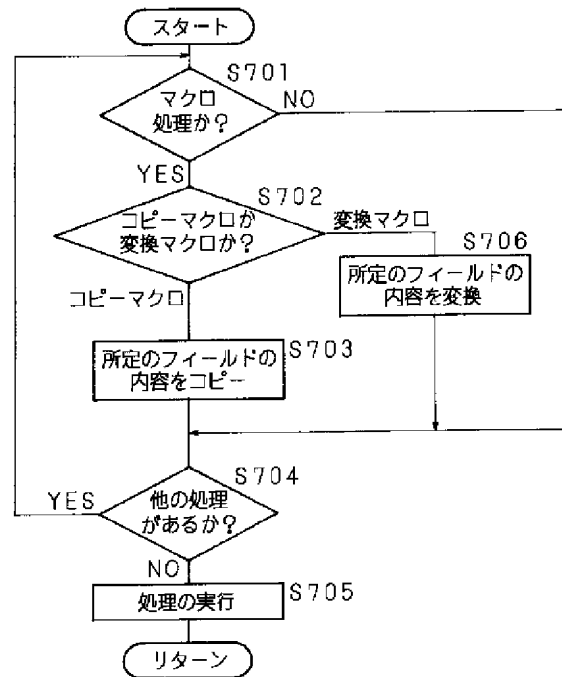 スタート
S701
マクロ
処理か?
NO
YES
S702
コピーマクロか
変換マクロか?
変換マクロ
S706
所定のフィールドの
内容を変換
コピーマクロ
S703
所定のフィールドの
内容をコピー
S704
他の処理
があるか?
YES
NO
S705
処理の実行
リターン